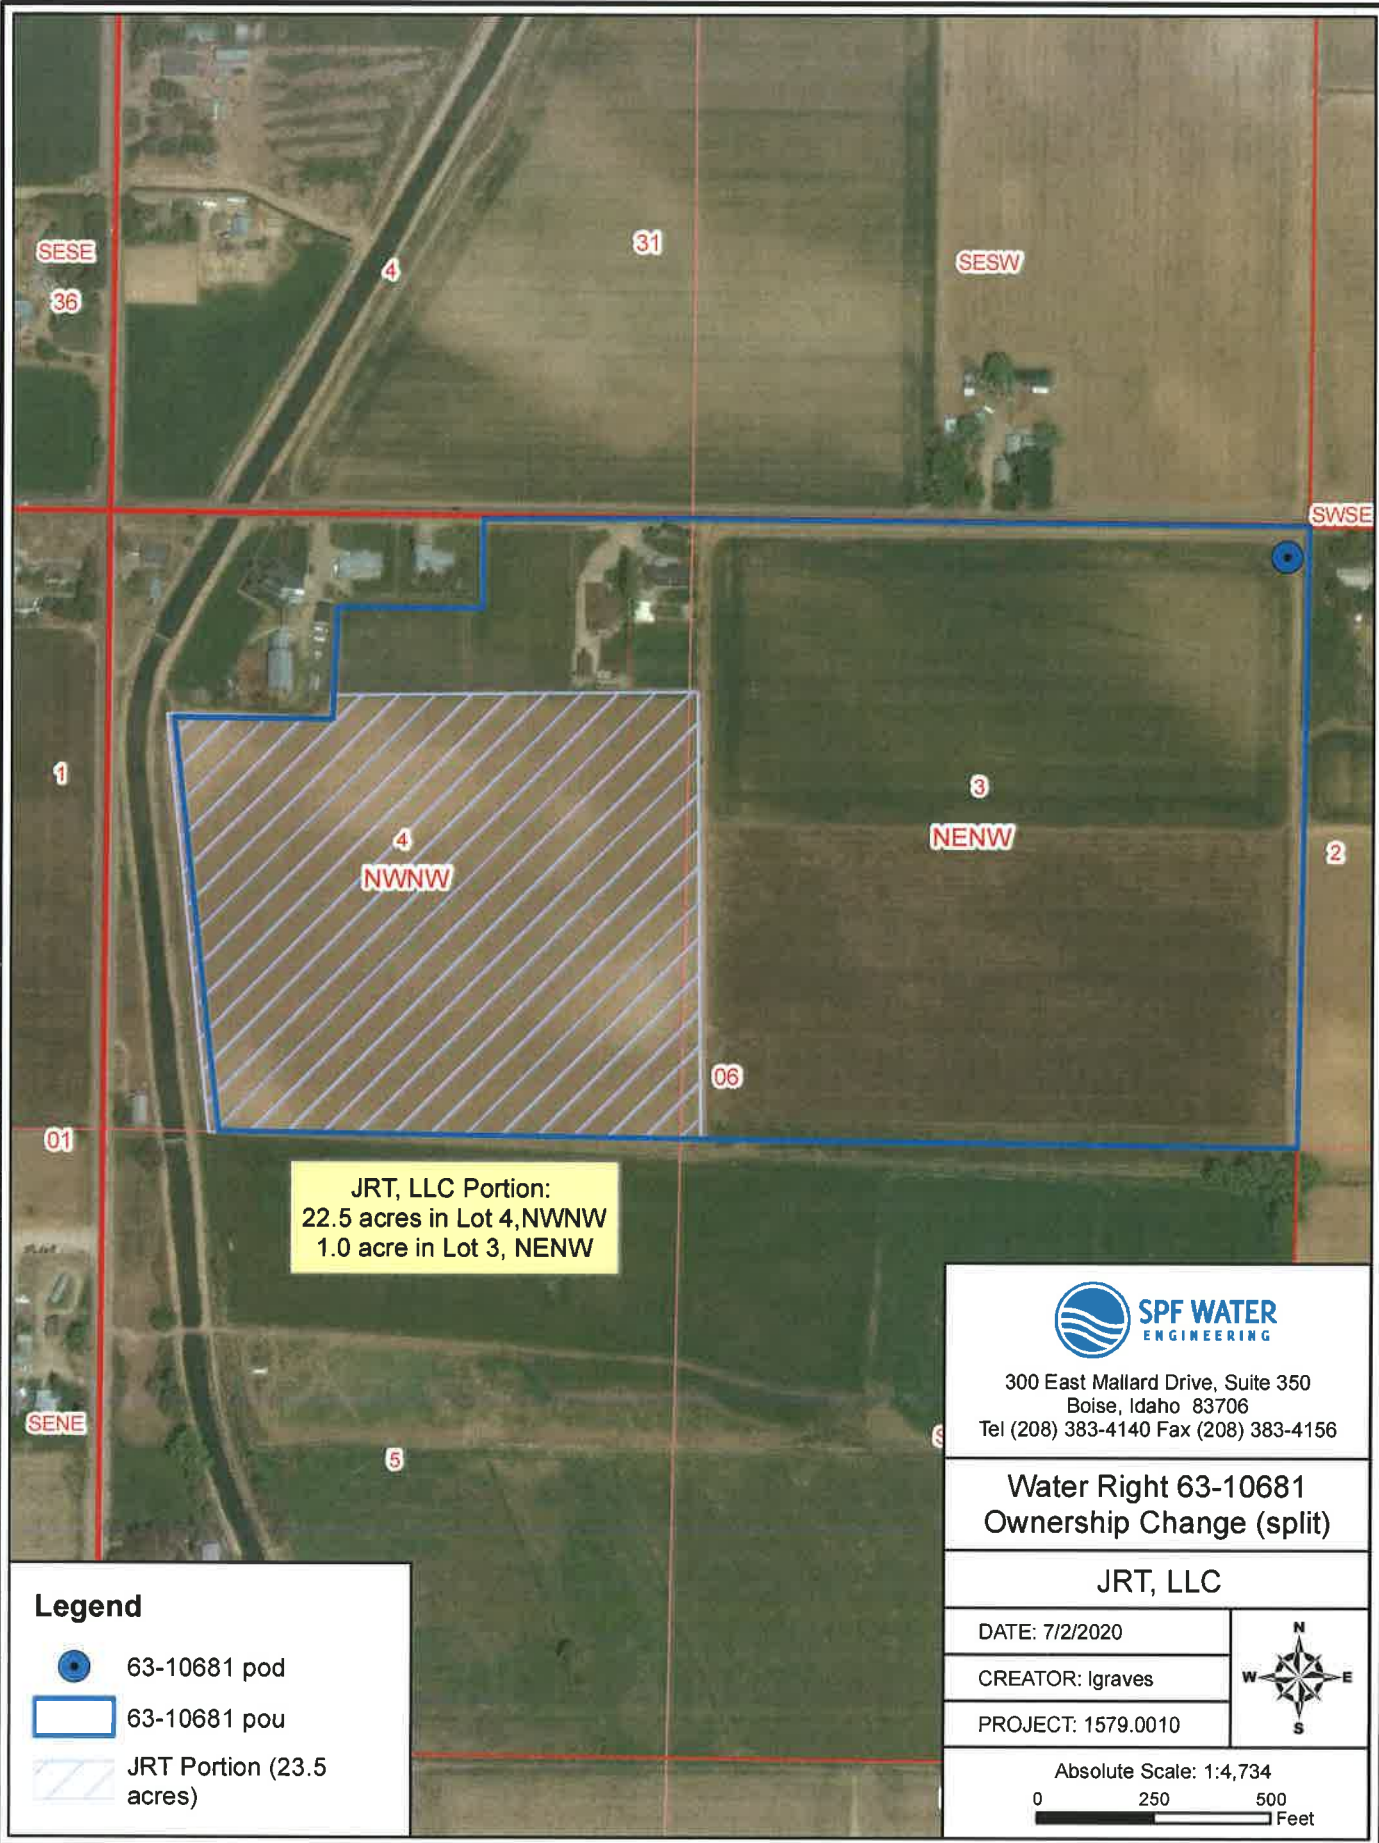 SESE
36
4
31
SESW
SWSE
1
4
NWNW
3
NENW
2
06
01
JRT, LLC Portion:
22.5 acres in Lot 4,NWNW
1.0 acre in Lot 3, NENW
SENE
5
SPF WATER
ENGINEERING
300 East Mallard Drive, Suite 350
Boise, Idaho 83706
Tel (208) 383-4140 Fax (208) 383-4156
Water Right 63-10681
Ownership Change (split)
JRT, LLC
DATE: 7/2/2020
CREATOR: lgraves
PROJECT: 1579.0010
N
W E
S
Absolute Scale: 1:4,734
0 250 500
Feet
Legend
63-10681 pod
63-10681 pou
JRT Portion (23.5
acres)